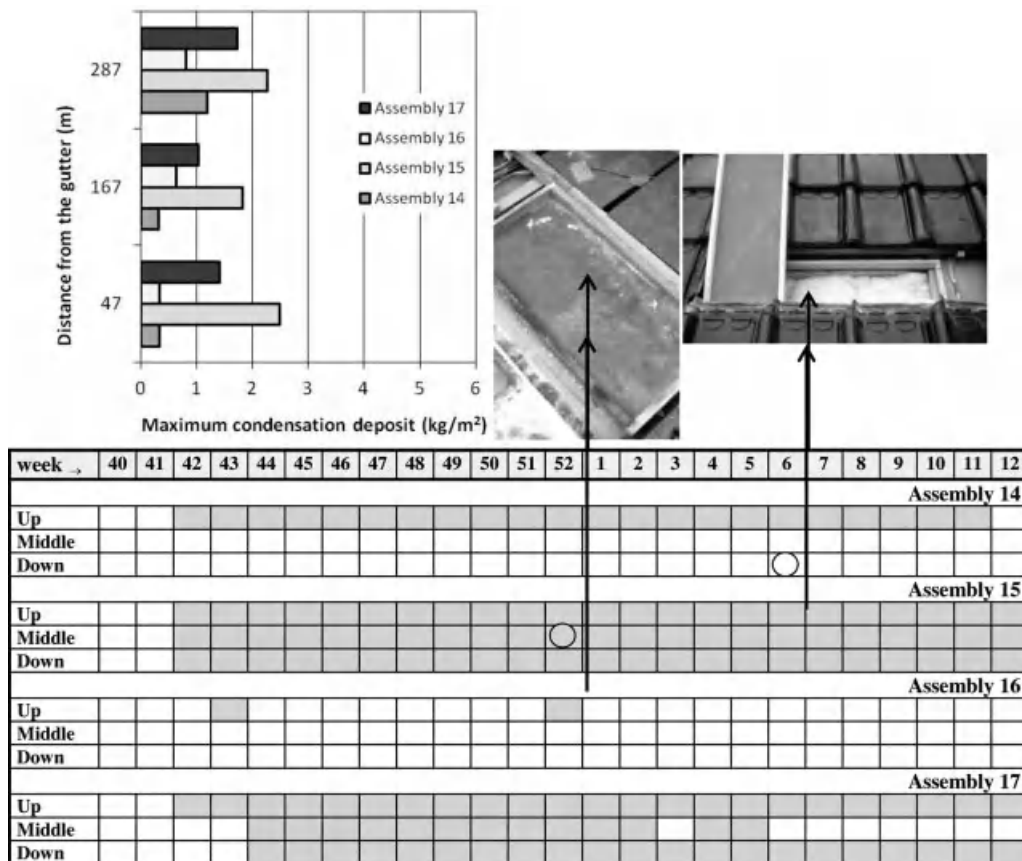 287
167
47
Distance from the gutter (m)
Assembly 17
Assembly 16
Assembly 15
Assembly 14
0 1 2 3 4 5 6
Maximum condensation deposit (kg/m²)
week → 40 41 42 43 44 45 46 47 48 49 50 51 52 1 2 3 4 5 6 7 8 9 10 11 12
Assembly 14
Up
Middle
Down
Assembly 15
Up
Middle
Down
Assembly 16
Up
Middle
Down
Assembly 17
Up
Middle
Down